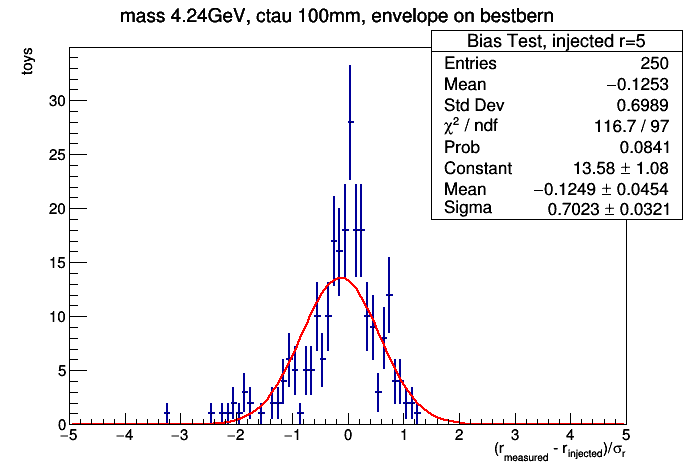 mass 4.24GeV, ctau 100mm, envelope on bestbern
toys
Bias Test, injected r=5
Entries 250
Mean −0.1253
Std Dev 0.6989
χ² / ndf 116.7 / 97
Prob 0.0841
Constant 13.58 ± 1.08
Mean −0.1249 ± 0.0454
Sigma 0.7023 ± 0.0321
30
25
20
15
10
5
0
−5 −4 −3 −2 −1 0 1 2 3 4 5
(r_measured - r_injected)/σ_r